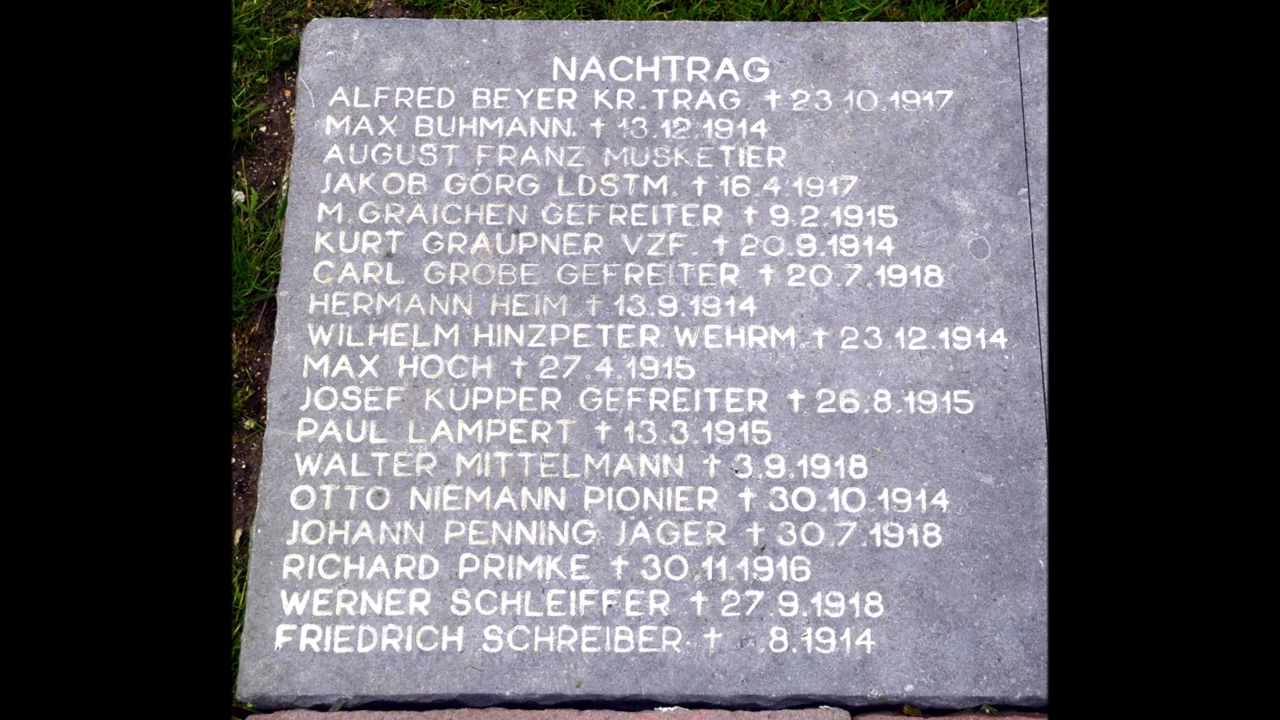 NACHTRAG
ALFRED BEYER KR. TRAG. † 23.10.1917
MAX BUHMANN. † 13.12.1914
AUGUST FRANZ MUSKETIER
JAKOB GÖRG LDSTM. † 16.4.1917
M. GRAICHEN GEFREITER † 9.2.1915
KURT GRAUPNER VZF. † 20.9.1914
CARL GROBE GEFREITER † 20.7.1918
HERMANN HEIM † 13.9.1914
WILHELM HINZPETER WEHRM. † 23.12.1914
MAX HÖCH † 27.4.1915
JOSEF KÜPPER GEFREITER † 26.8.1915
PAUL LAMPERT † 13.3.1915
WALTER MITTELMANN † 3.9.1918
OTTO NIEMANN PIONIER † 30.10.1914
JOHANN PENNING JÄGER † 30.7.1918
RICHARD PRIMKE † 30.11.1916
WERNER SCHLEIFFER † 27.9.1918
FRIEDRICH SCHREIBER. † .8.1914